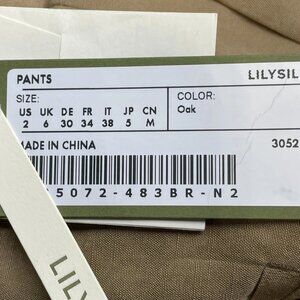 PANTS LILYSIL
SIZE: COLOR:
US UK DE FR IT JP CN Oak
2 6 30 34 38 5 M
MADE IN CHINA 3052
5072-483BR-N2
LIL